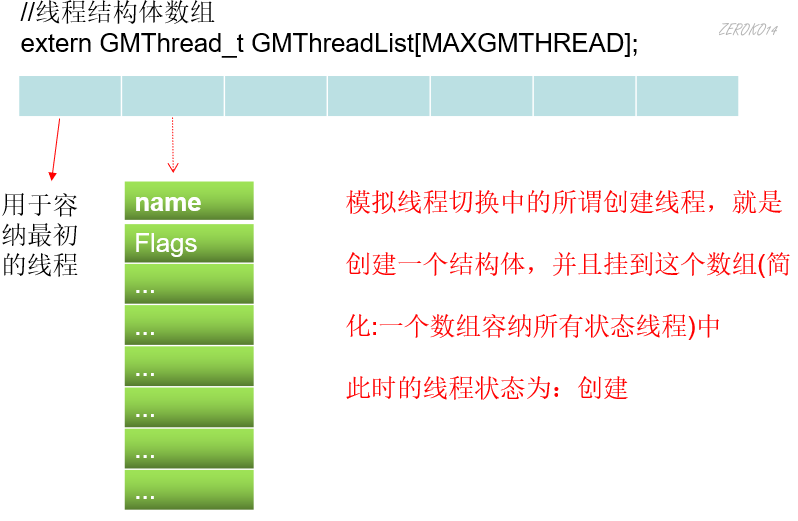 //线程结构体数组
extern GMThread_t GMThreadList[MAXGMTHREAD];
ZEROKO14
用于容
纳最初
的线程
name
Flags
...
...
...
...
...
...
模拟线程切换中的所谓创建线程，就是
创建一个结构体，并且挂到这个数组(简
化:一个数组容纳所有状态线程)中
此时的线程状态为：创建